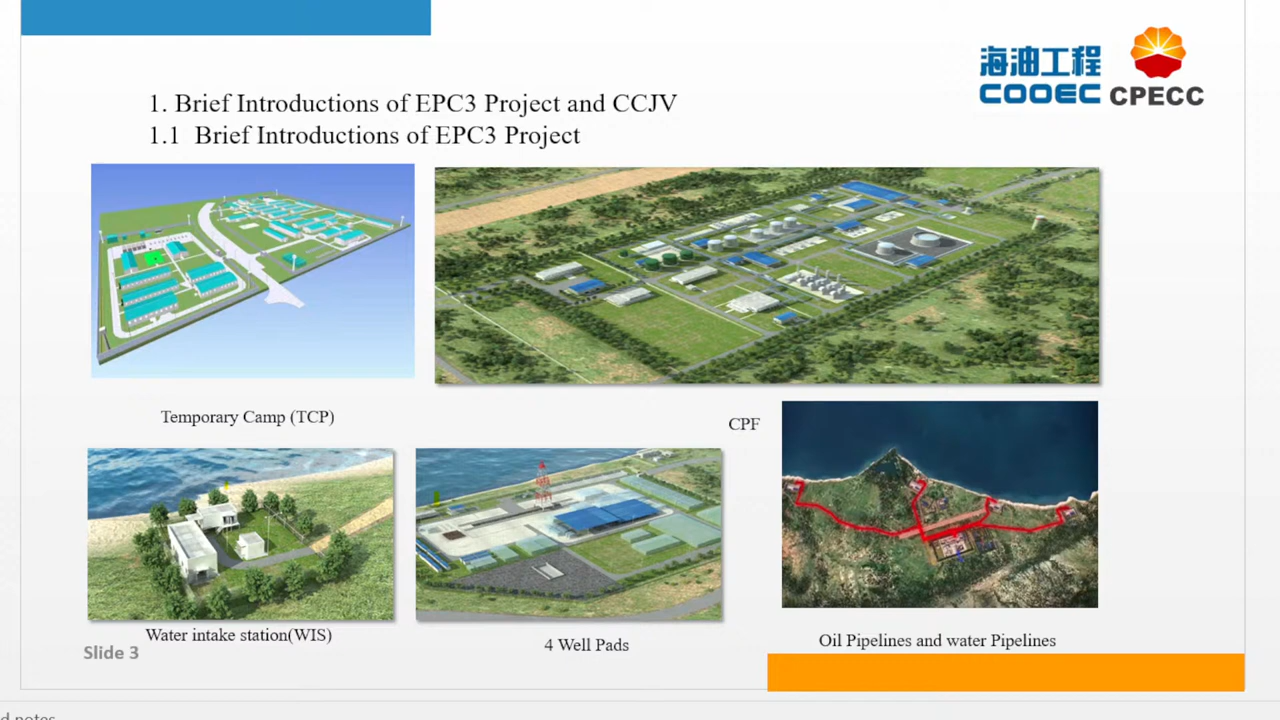 海油工程
COOEC
CPECC
1. Brief Introductions of EPC3 Project and CCJV
1.1 Brief Introductions of EPC3 Project
Temporary Camp (TCP)
CPF
Water intake station(WIS)
4 Well Pads
Oil Pipelines and water Pipelines
Slide 3